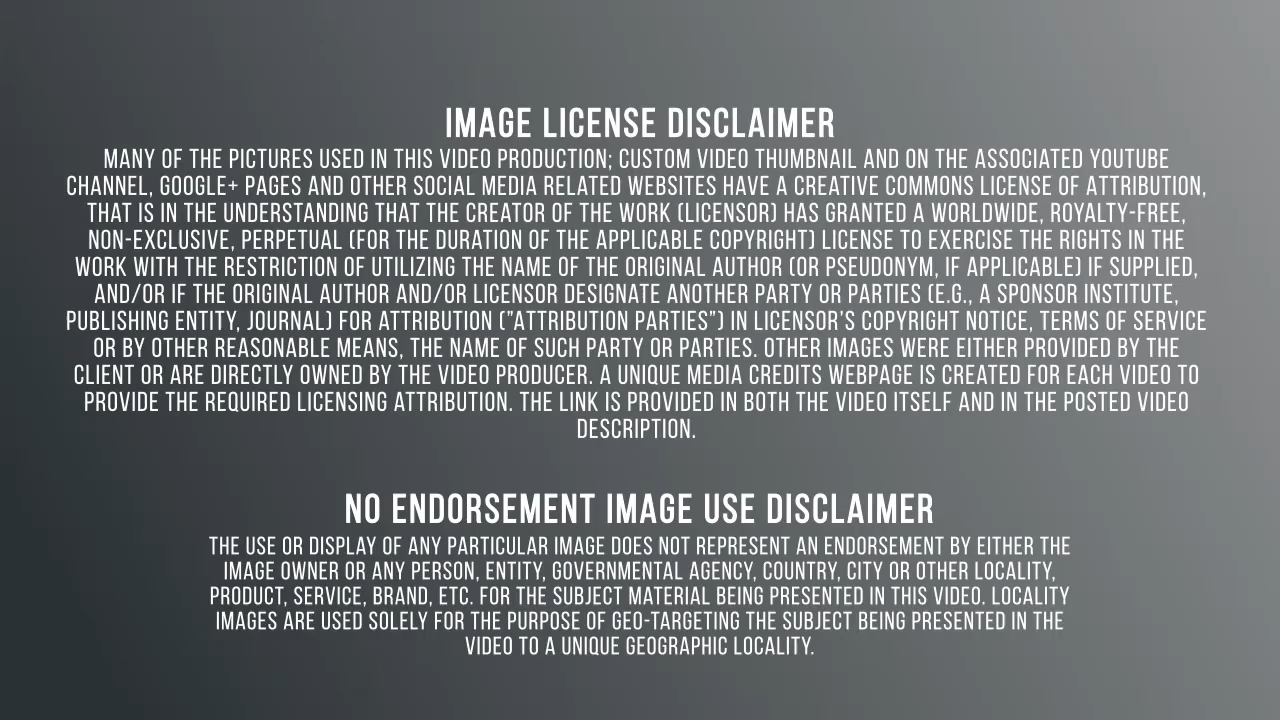 IMAGE LICENSE DISCLAIMER
MANY OF THE PICTURES USED IN THIS VIDEO PRODUCTION; CUSTOM VIDEO THUMBNAIL AND ON THE ASSOCIATED YOUTUBE
CHANNEL, GOOGLE+ PAGES AND OTHER SOCIAL MEDIA RELATED WEBSITES HAVE A CREATIVE COMMONS LICENSE OF ATTRIBUTION,
THAT IS IN THE UNDERSTANDING THAT THE CREATOR OF THE WORK (LICENSOR) HAS GRANTED A WORLDWIDE, ROYALTY-FREE,
NON-EXCLUSIVE, PERPETUAL (FOR THE DURATION OF THE APPLICABLE COPYRIGHT) LICENSE TO EXERCISE THE RIGHTS IN THE
WORK WITH THE RESTRICTION OF UTILIZING THE NAME OF THE ORIGINAL AUTHOR (OR PSEUDONYM, IF APPLICABLE) IF SUPPLIED,
AND/OR IF THE ORIGINAL AUTHOR AND/OR LICENSOR DESIGNATE ANOTHER PARTY OR PARTIES (E.G., A SPONSOR INSTITUTE,
PUBLISHING ENTITY, JOURNAL) FOR ATTRIBUTION ("ATTRIBUTION PARTIES") IN LICENSOR'S COPYRIGHT NOTICE, TERMS OF SERVICE
OR BY OTHER REASONABLE MEANS, THE NAME OF SUCH PARTY OR PARTIES. OTHER IMAGES WERE EITHER PROVIDED BY THE
CLIENT OR ARE DIRECTLY OWNED BY THE VIDEO PRODUCER. A UNIQUE MEDIA CREDITS WEBPAGE IS CREATED FOR EACH VIDEO TO
PROVIDE THE REQUIRED LICENSING ATTRIBUTION. THE LINK IS PROVIDED IN BOTH THE VIDEO ITSELF AND IN THE POSTED VIDEO
DESCRIPTION.
NO ENDORSEMENT IMAGE USE DISCLAIMER
THE USE OR DISPLAY OF ANY PARTICULAR IMAGE DOES NOT REPRESENT AN ENDORSEMENT BY EITHER THE
IMAGE OWNER OR ANY PERSON, ENTITY, GOVERNMENTAL AGENCY, COUNTRY, CITY OR OTHER LOCALITY,
PRODUCT, SERVICE, BRAND, ETC. FOR THE SUBJECT MATERIAL BEING PRESENTED IN THIS VIDEO. LOCALITY
IMAGES ARE USED SOLELY FOR THE PURPOSE OF GEO-TARGETING THE SUBJECT BEING PRESENTED IN THE
VIDEO TO A UNIQUE GEOGRAPHIC LOCALITY.